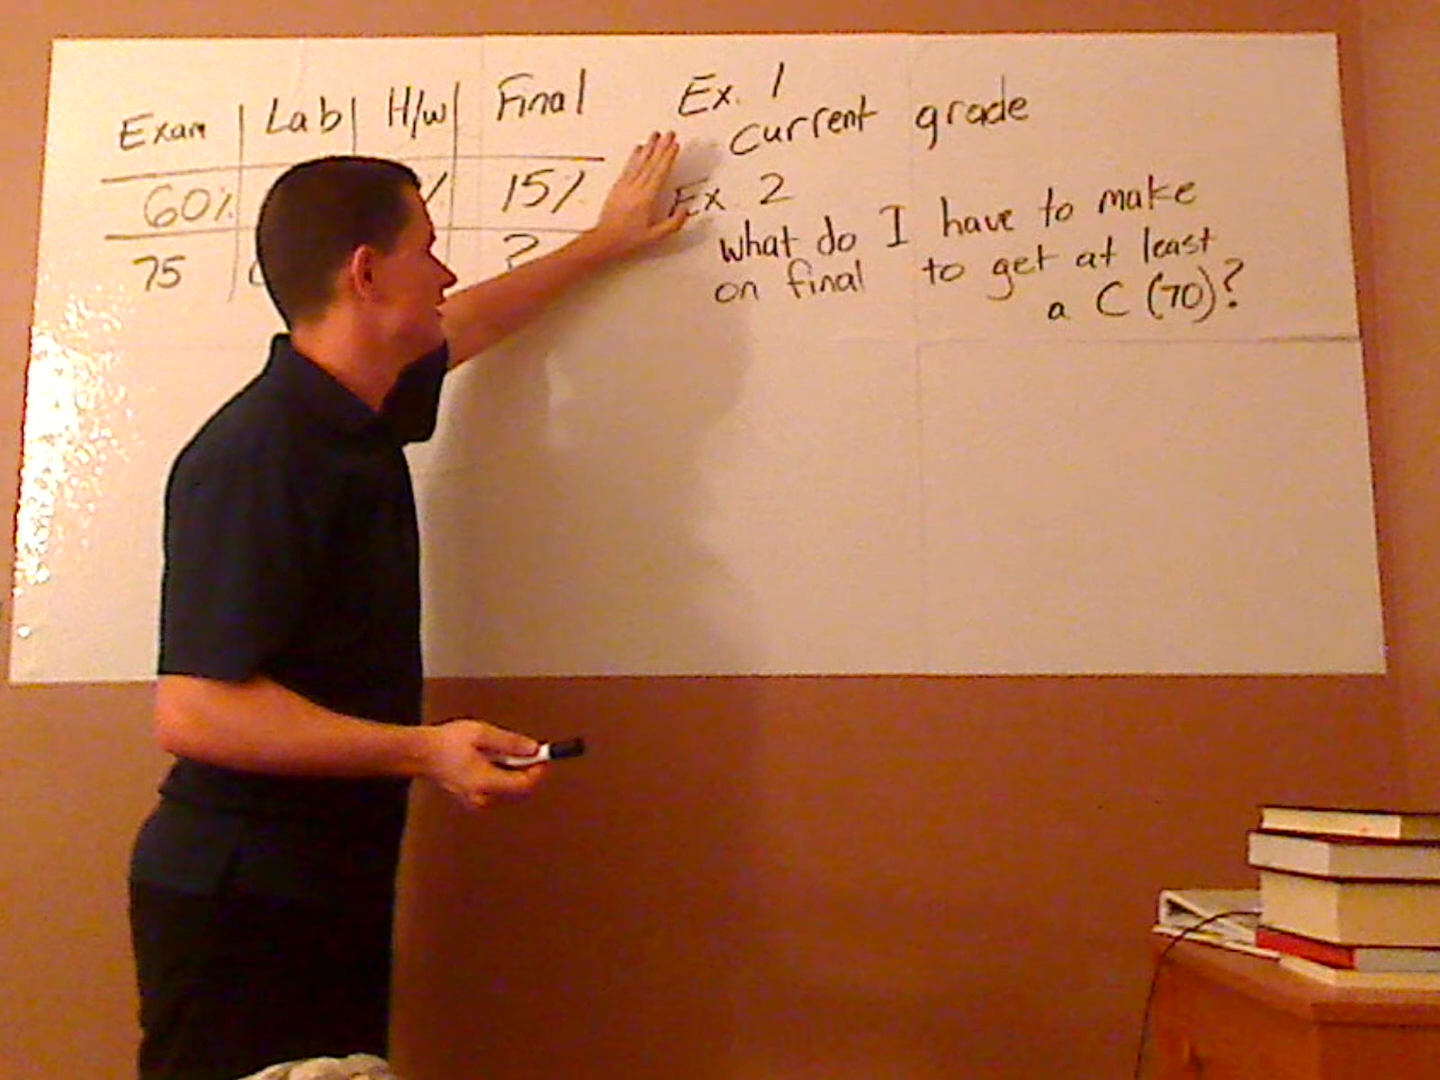 Exam Lab H/w Final
60% % 15%
75 ?
Ex. 1
current grade
Ex. 2
what do I have to make
on final to get at least
a C (70)?